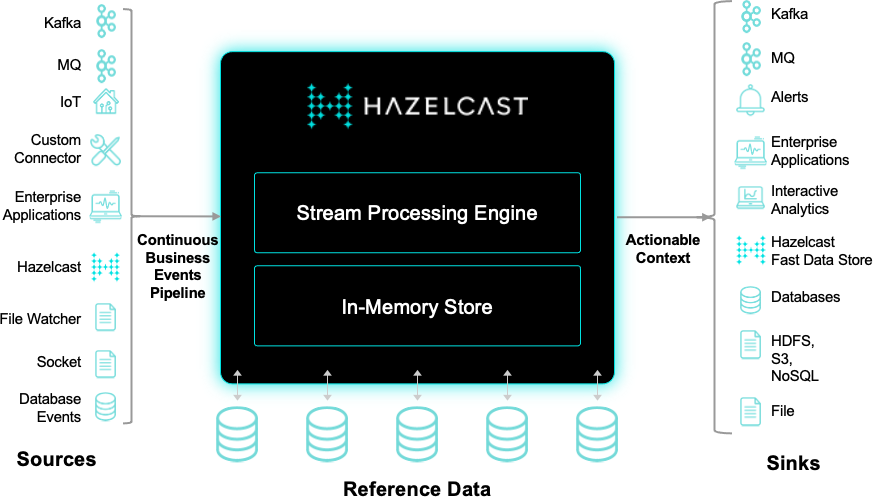 Kafka
MQ
IoT
Custom
Connector
Enterprise
Applications
Hazelcast
File Watcher
Socket
Database
Events
Sources
Continuous
Business
Events
Pipeline
HAZELCAST
Stream Processing Engine
In-Memory Store
Reference Data
Actionable
Context
Kafka
MQ
Alerts
Enterprise
Applications
Interactive
Analytics
Hazelcast
Fast Data Store
Databases
HDFS,
S3,
NoSQL
File
Sinks